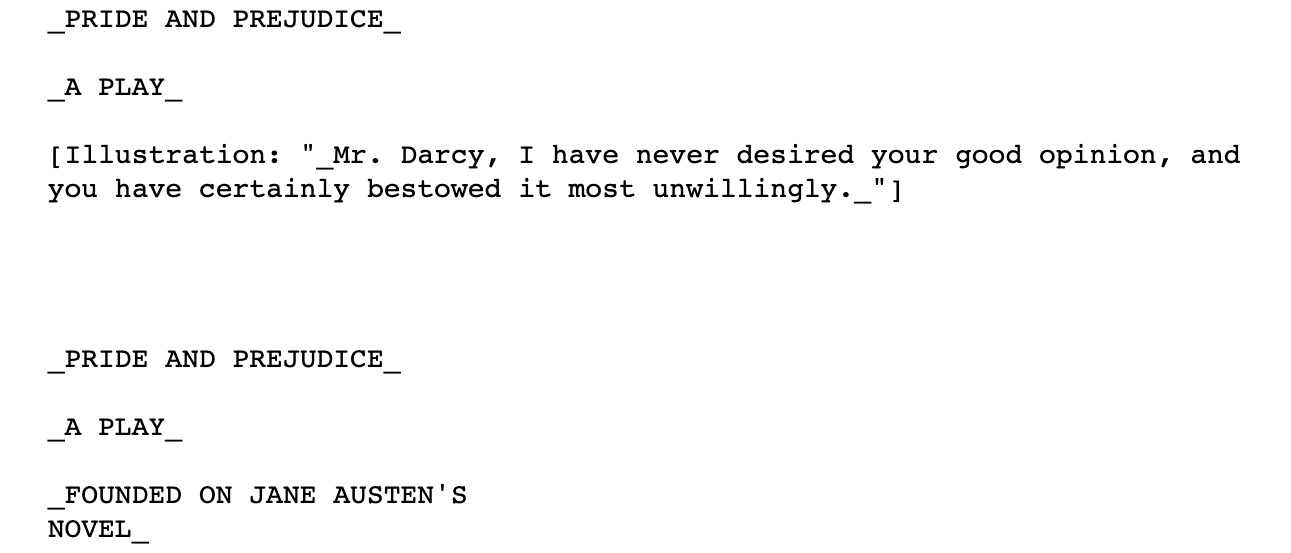 _PRIDE AND PREJUDICE_
_A PLAY_
[Illustration: "_Mr. Darcy, I have never desired your good opinion, and
you have certainly bestowed it most unwillingly._"]
_PRIDE AND PREJUDICE_
_A PLAY_
_FOUNDED ON JANE AUSTEN'S
NOVEL_